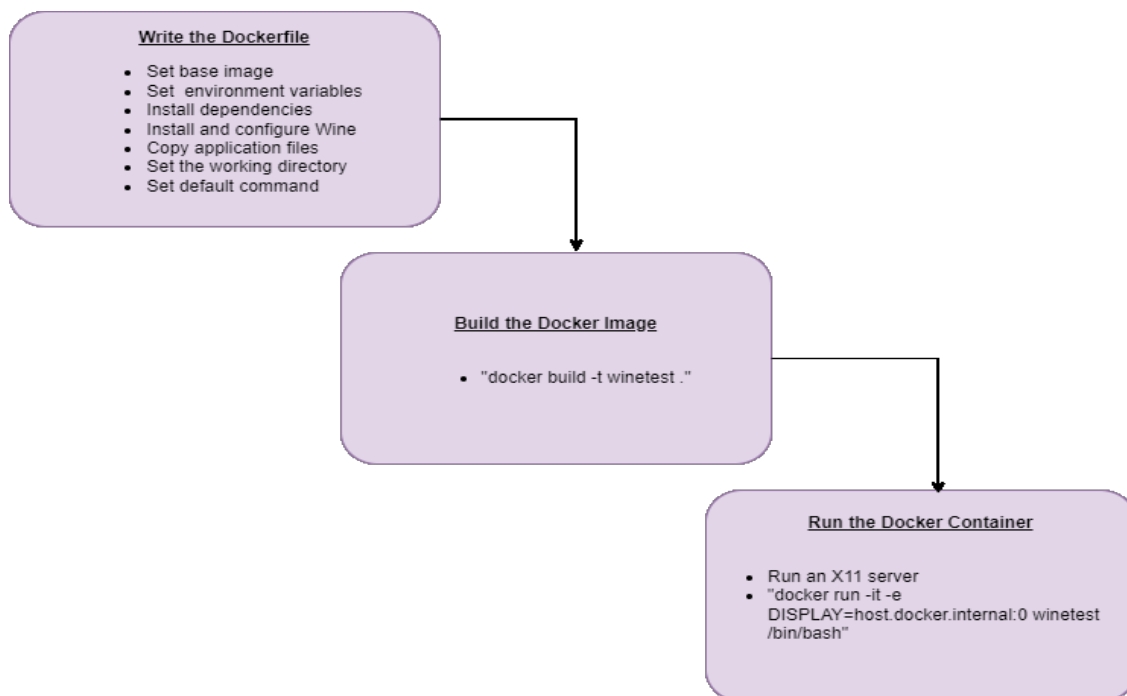 Write the Dockerfile
• Set base image
• Set environment variables
• Install dependencies
• Install and configure Wine
• Copy application files
• Set the working directory
• Set default command
Build the Docker Image
• "docker build -t winetest ."
Run the Docker Container
• Run an X11 server
• "docker run -it -e
DISPLAY=host.docker.internal:0 winetest
/bin/bash"